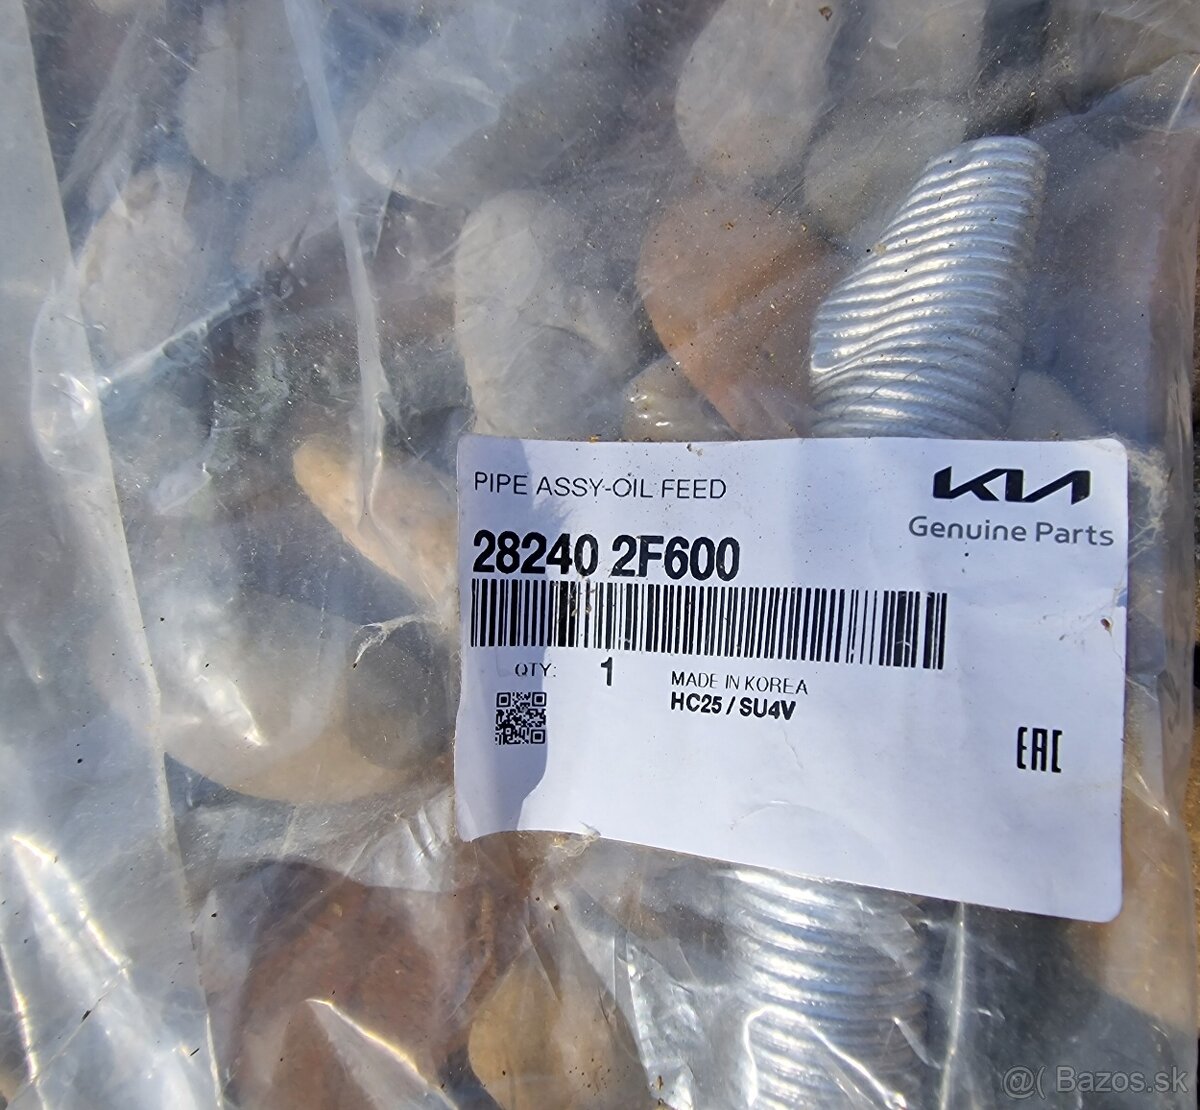 PIPE ASSY-OIL FEED
KIA
Genuine Parts
28240 2F600
QTY: 1
MADE IN KOREA
HC25 / SU4V
EAC
@( Bazos.sk